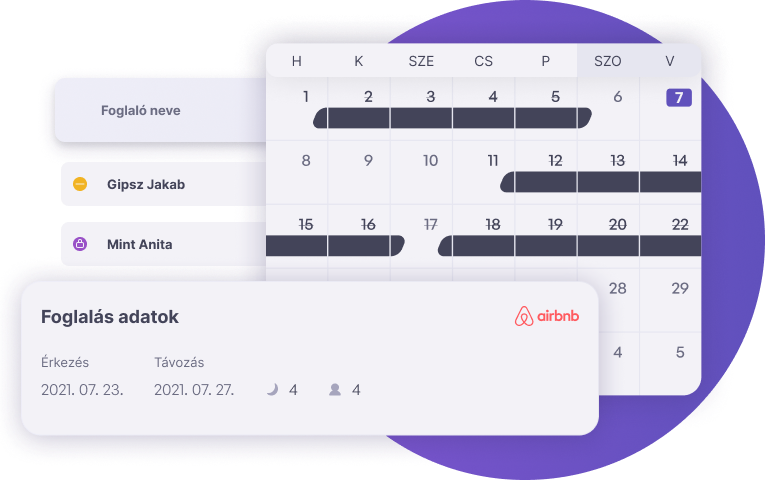 H K SZE CS P SZO V
Foglaló neve
1 2 3 4 5 6 7
8 9 10 11 12 13 14
Gipsz Jakab
15 16 17 18 19 20 22
Mint Anita
28 29
Foglalás adatok
airbnb
4 5
Érkezés Távozás
2021. 07. 23. 2021. 07. 27. 4 4